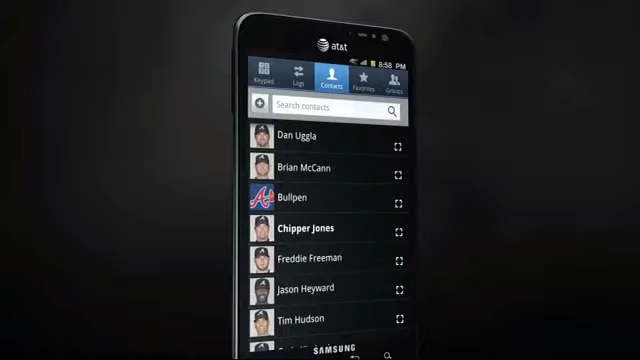 at&t
8:58 PM
Keypad
Logs
Contacts
Favorites
Groups
Search contacts
Dan Uggla
Brian McCann
Bullpen
Chipper Jones
Freddie Freeman
Jason Heyward
Tim Hudson
SAMSUNG